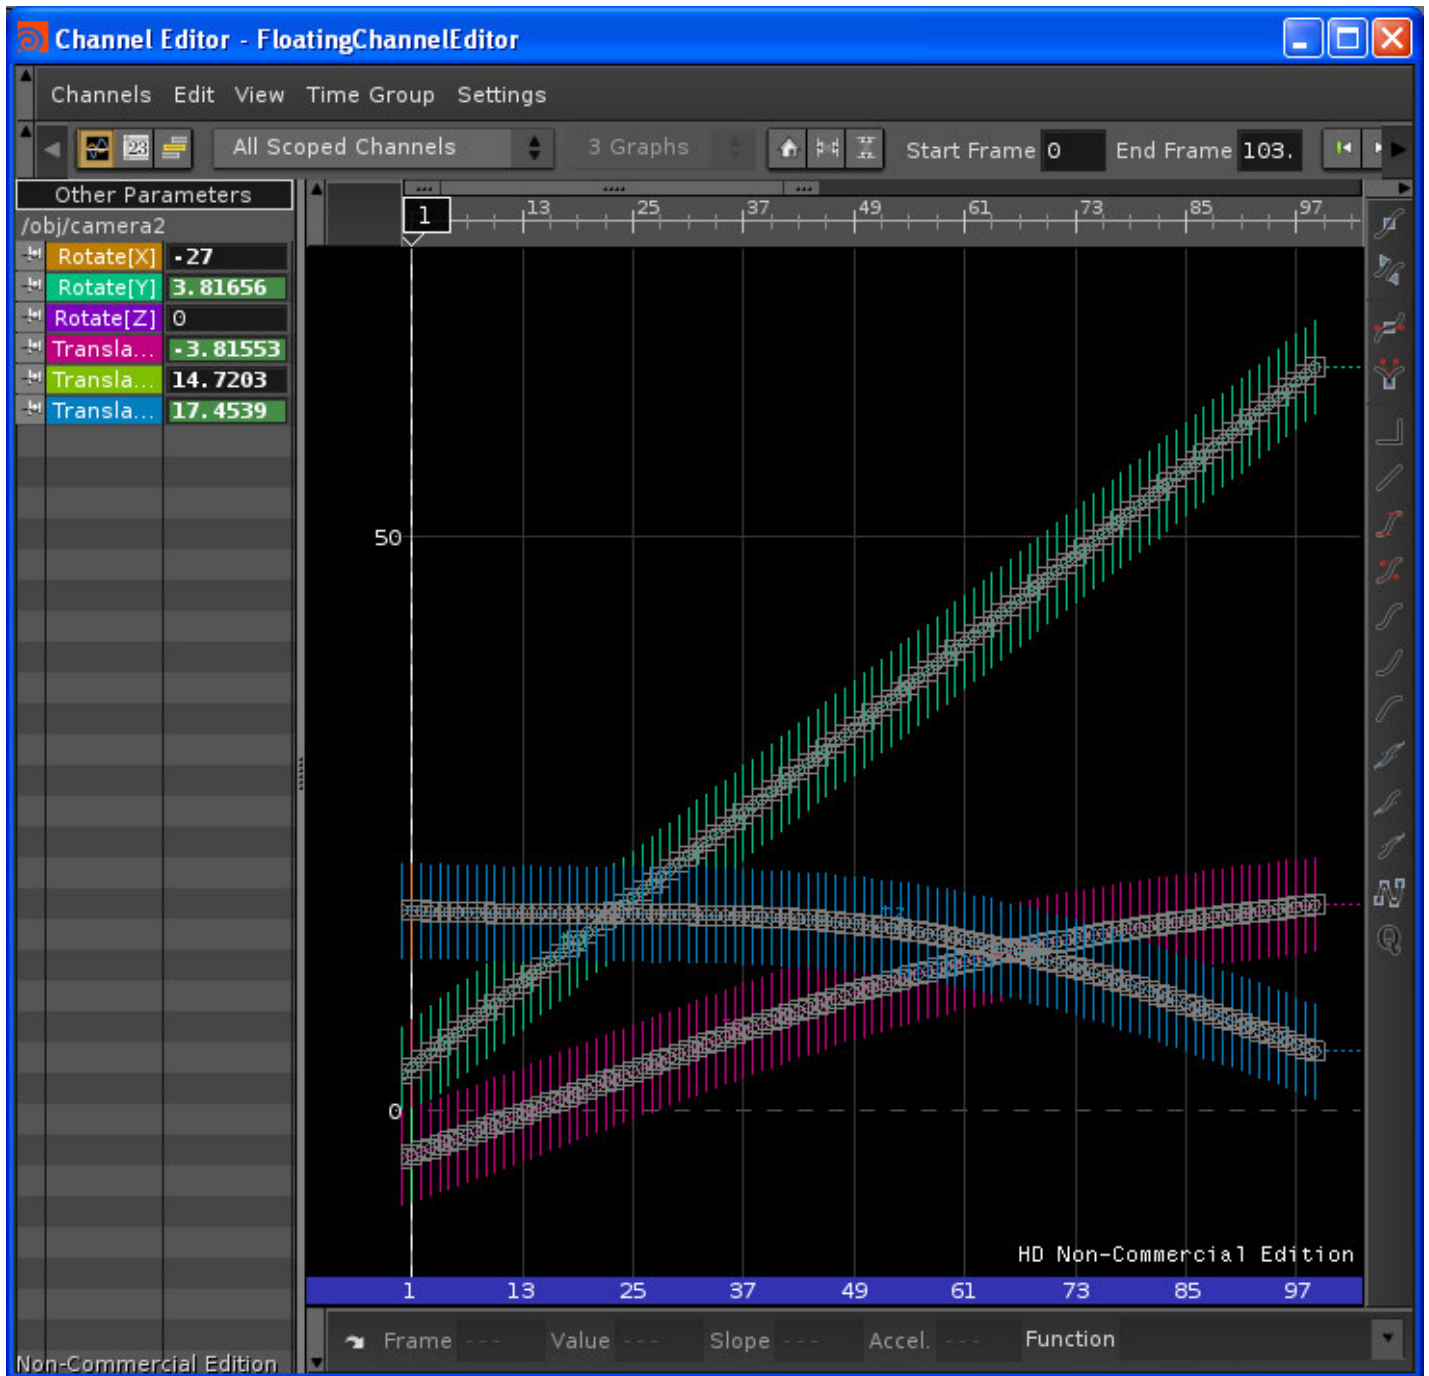 Channel Editor - FloatingChannelEditor
Channels Edit View Time Group Settings
23 All Scoped Channels 3 Graphs Start Frame 0 End Frame 103.
Other Parameters
/obj/camera2
Rotate[X] -27
Rotate[Y] 3.81656
Rotate[Z] 0
Transla... -3.81553
Transla... 14.7203
Transla... 17.4539
1 13 25 37 49 61 73 85 97
50
tz
0
HD Non-Commercial Edition
1 13 25 37 49 61 73 85 97
Frame --- Value --- Slope --- Accel. --- Function
Non-Commercial Edition